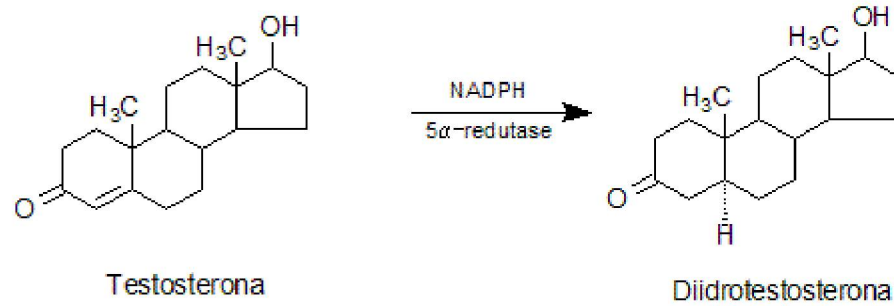 OH
H₃C
H₃C
O
Testosterona
NADPH
5α-redutase
OH
H₃C
H₃C
O
H
Diidrotestosterona